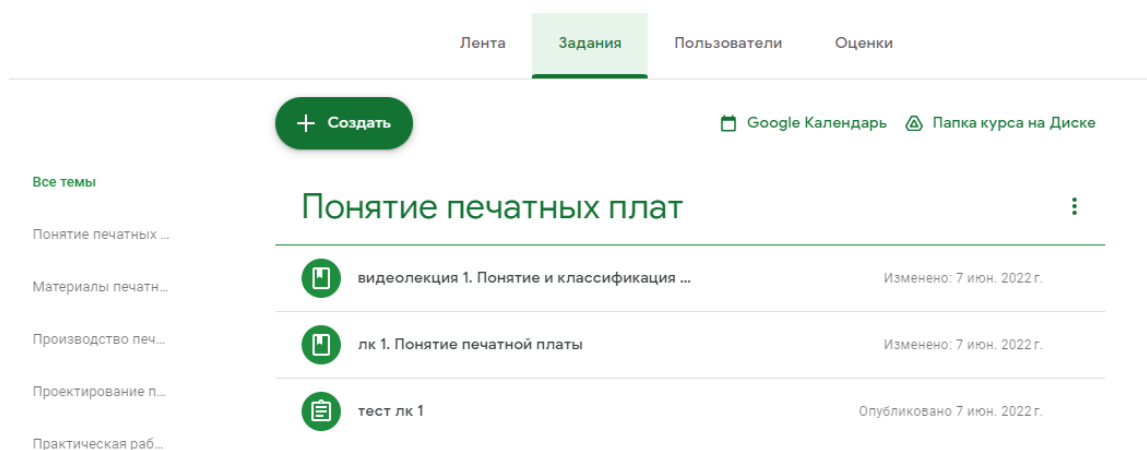 Лента Задания Пользователи Оценки
Создать
Google Календарь Папка курса на Диске
Все темы
Понятие печатных ...
Материалы печатн...
Производство печ...
Проектирование п...
Практическая раб...
Понятие печатных плат
видеолекция 1. Понятие и классификация ... Изменено: 7 июн. 2022 г.
лк 1. Понятие печатной платы Изменено: 7 июн. 2022 г.
тест лк 1 Опубликовано 7 июн. 2022 г.